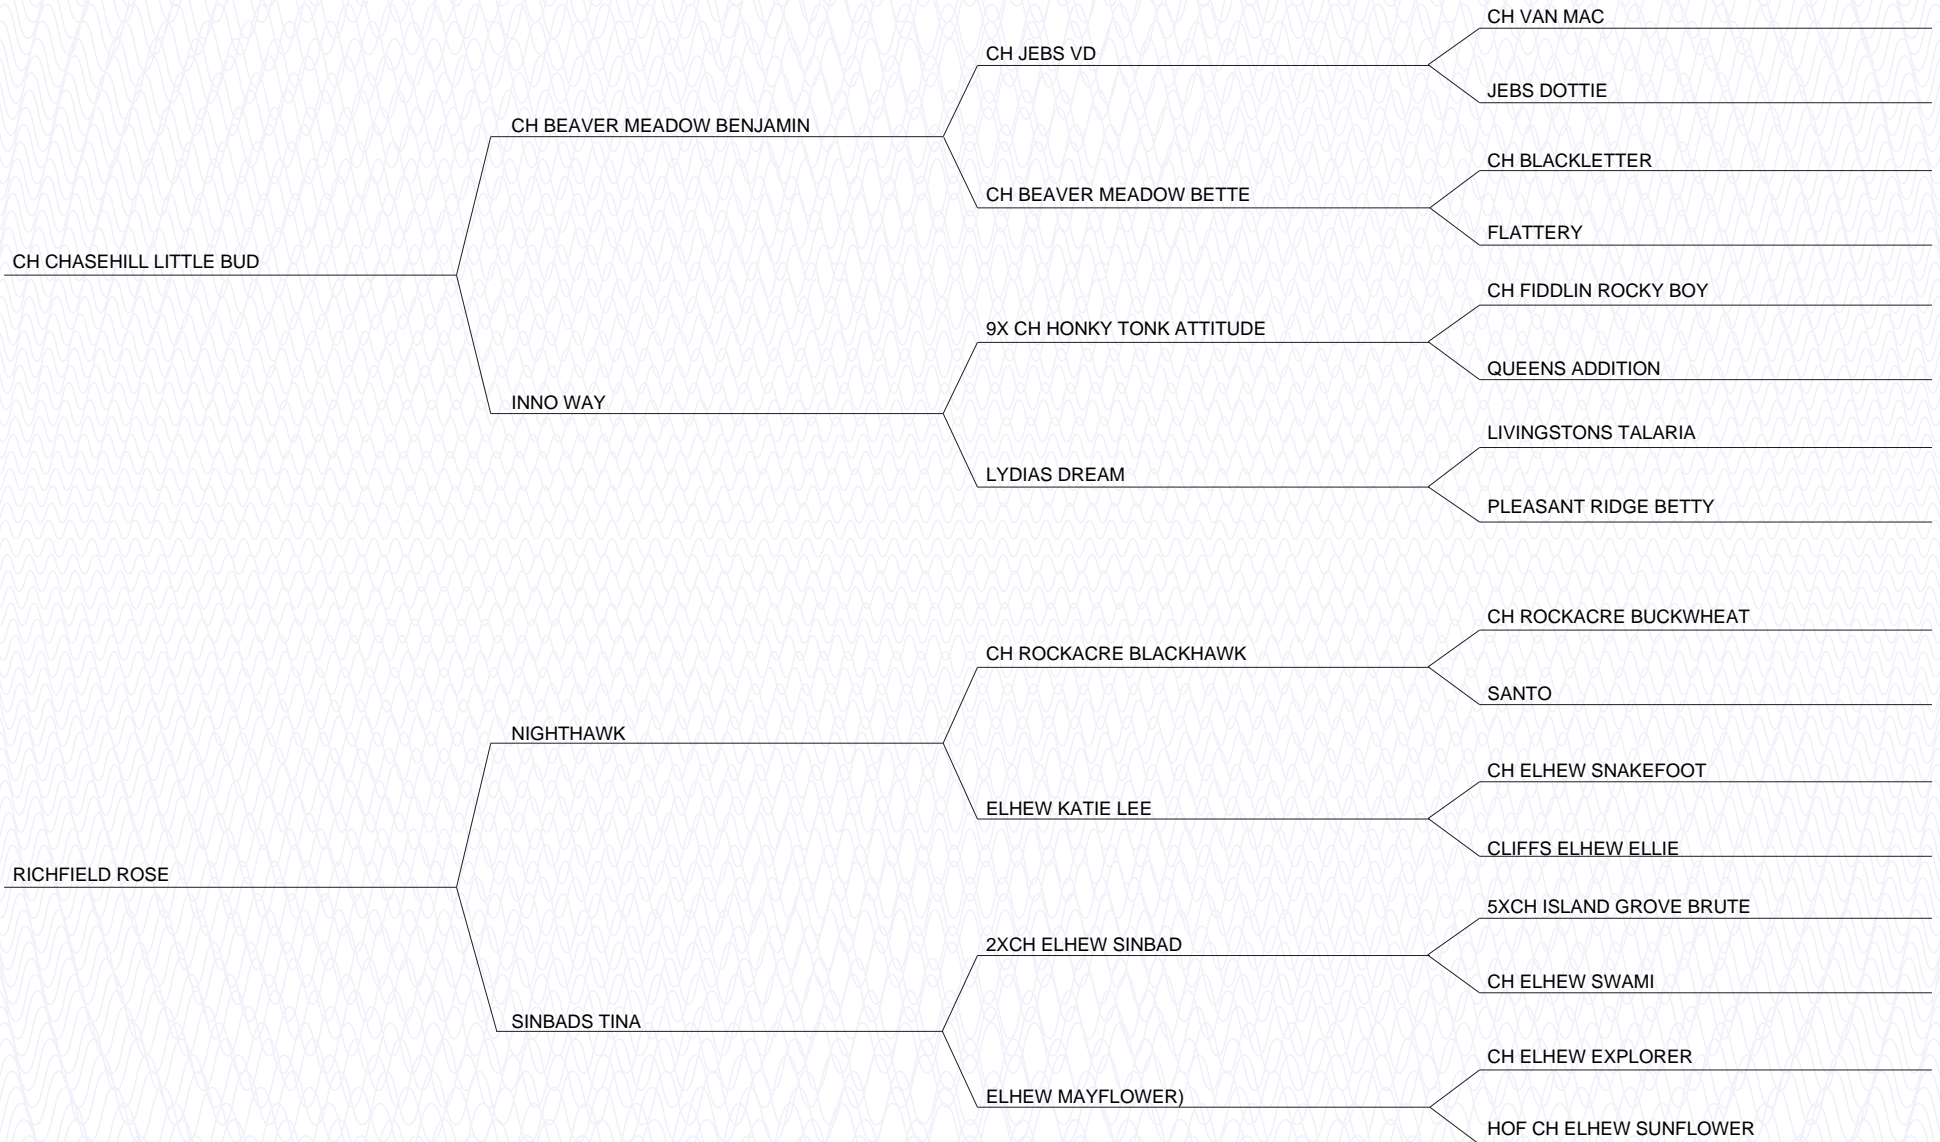 CH VAN MAC
CH JEBS VD
JEBS DOTTIE
CH BEAVER MEADOW BENJAMIN
CH BLACKLETTER
CH BEAVER MEADOW BETTE
FLATTERY
CH CHASEHILL LITTLE BUD
CH FIDDLIN ROCKY BOY
9X CH HONKY TONK ATTITUDE
QUEENS ADDITION
INNO WAY
LIVINGSTONS TALARIA
LYDIAS DREAM
PLEASANT RIDGE BETTY
CH ROCKACRE BUCKWHEAT
CH ROCKACRE BLACKHAWK
SANTO
NIGHTHAWK
CH ELHEW SNAKEFOOT
ELHEW KATIE LEE
CLIFFS ELHEW ELLIE
RICHFIELD ROSE
5XCH ISLAND GROVE BRUTE
2XCH ELHEW SINBAD
CH ELHEW SWAMI
SINBADS TINA
CH ELHEW EXPLORER
ELHEW MAYFLOWER)
HOF CH ELHEW SUNFLOWER